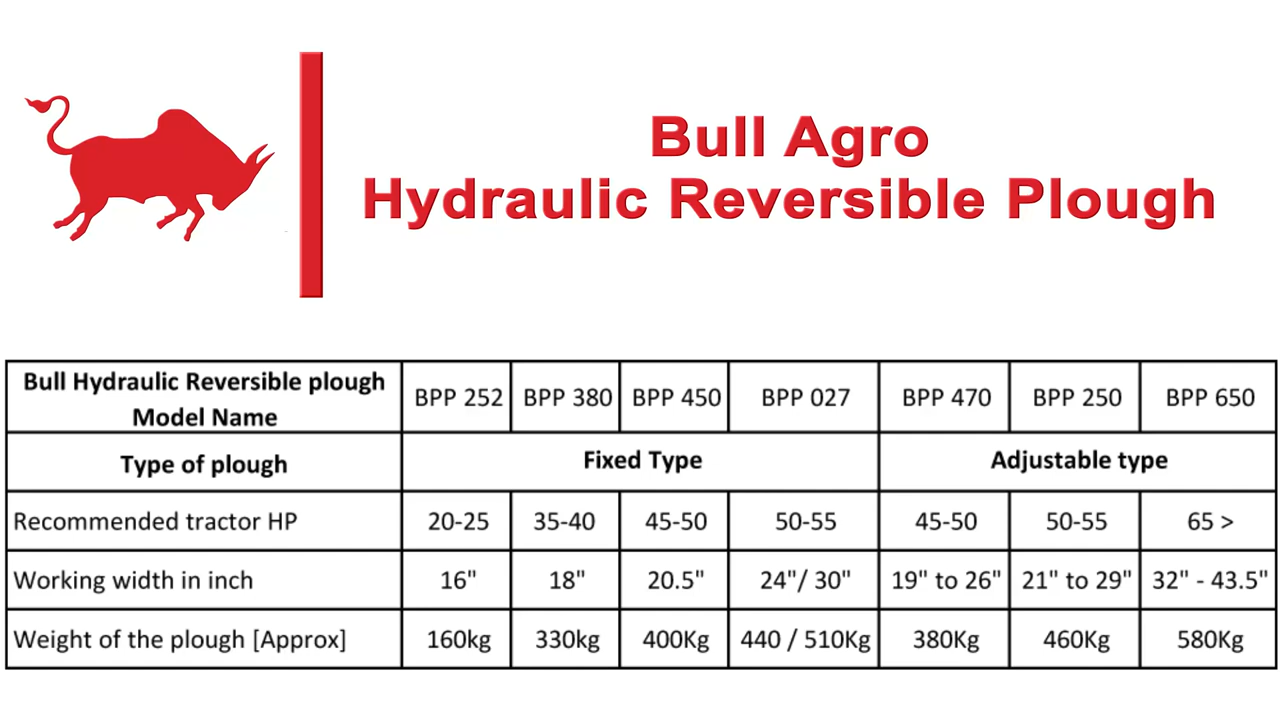 Bull Agro
Hydraulic Reversible Plough
Bull Hydraulic Reversible plough Model Name BPP 252 BPP 380 BPP 450 BPP 027 BPP 470 BPP 250 BPP 650
Type of plough Fixed Type Adjustable type
Recommended tractor HP 20-25 35-40 45-50 50-55 45-50 50-55 65 >
Working width in inch 16" 18" 20.5" 24"/ 30" 19" to 26" 21" to 29" 32" - 43.5"
Weight of the plough [Approx] 160kg 330kg 400Kg 440 / 510Kg 380Kg 460Kg 580Kg